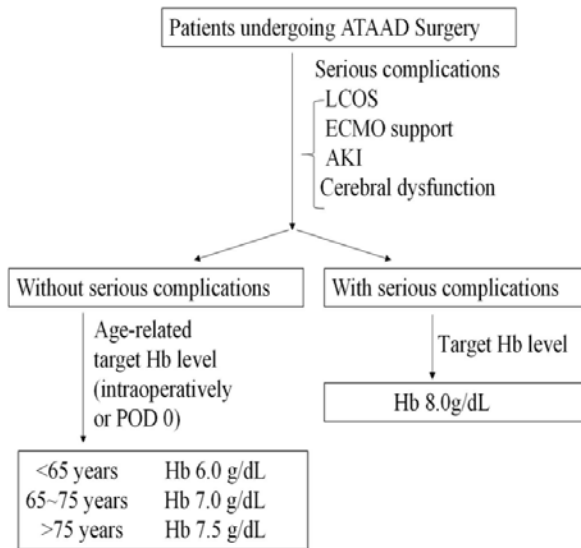 Patients undergoing ATAAD Surgery
Serious complications
LCOS
ECMO support
AKI
Cerebral dysfunction
Without serious complications
With serious complications
Age-related
target Hb level
(intraoperatively
or POD 0)
Target Hb level
Hb 8.0g/dL
<65 years Hb 6.0 g/dL
65~75 years Hb 7.0 g/dL
>75 years Hb 7.5 g/dL